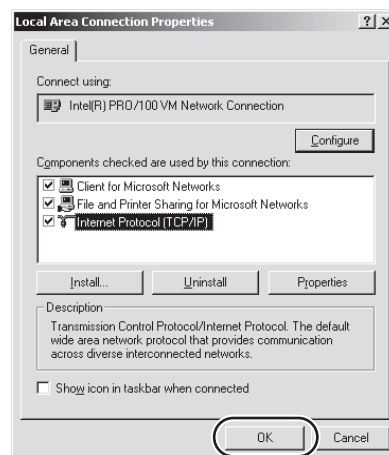 Local Area Connection Properties
General
Connect using:
Intel(R) PRO/100 VM Network Connection
Configure
Components checked are used by this connection:
Client for Microsoft Networks
File and Printer Sharing for Microsoft Networks
Internet Protocol (TCP/IP)
Install...
Uninstall
Properties
Description
Transmission Control Protocol/Internet Protocol. The default
wide area network protocol that provides communication
across diverse interconnected networks.
Show icon in taskbar when connected
OK
Cancel